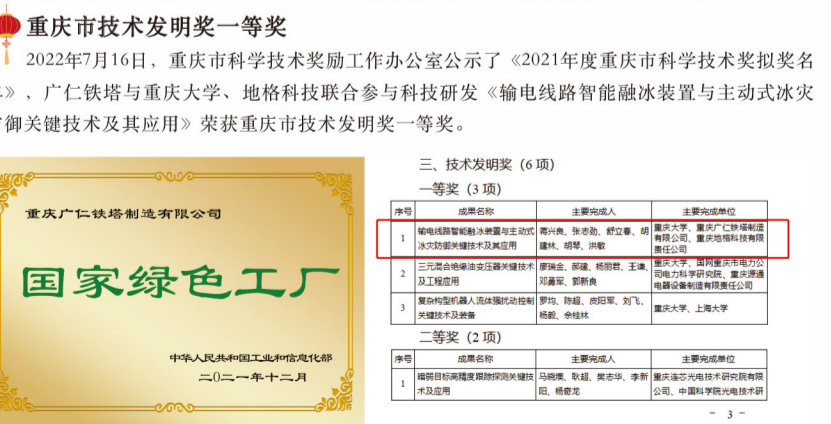 重庆市技术发明奖一等奖
2022年7月16日，重庆市科学技术奖励工作办公室公示了《2021年度重庆市科学技术奖拟奖名
》，广仁铁塔与重庆大学、地格科技联合参与科技研发《输电线路智能融冰装置与主动式冰灾
御关键技术及其应用》荣获重庆市技术发明奖一等奖。
重庆广仁铁塔制造有限公司
国家绿色工厂
中华人民共和国工业和信息化部
二〇二一年十二月
三、技术发明奖（6 项）
一等奖（3 项）
序号 成果名称 主要完成人 主要完成单位
1 输电线路智能融冰装置与主动式 蒋兴良、张志劲、舒立春、胡 重庆大学、重庆广仁铁塔制造
冰灾防御关键技术及其应用 建林、胡琴、洪敏 有限公司、重庆地格科技有限
责任公司
2 三元混合绝缘油变压器关键技术 廖瑞金、郝建、杨丽君、王谦、 重庆大学、国网重庆市电力公
及工程应用 邓勇军、郭新良 司电力科学研究院、重庆源通
电器设备制造有限责任公司
3 复杂构型机器人流体强扰动控制 罗均、陈超、皮阳军、刘飞、 重庆大学、上海大学
关键技术及装备 杨毅、余桂林
二等奖（2 项）
序号 成果名称 主要完成人 主要完成单位
1 暗弱目标高精度跟踪探测关键技 马晓燠、耿超、樊志华、李新 重庆连芯光电技术研究院有限
术及应用 阳、杨奇龙 公司、中国科学院光电技术研
- 3 -